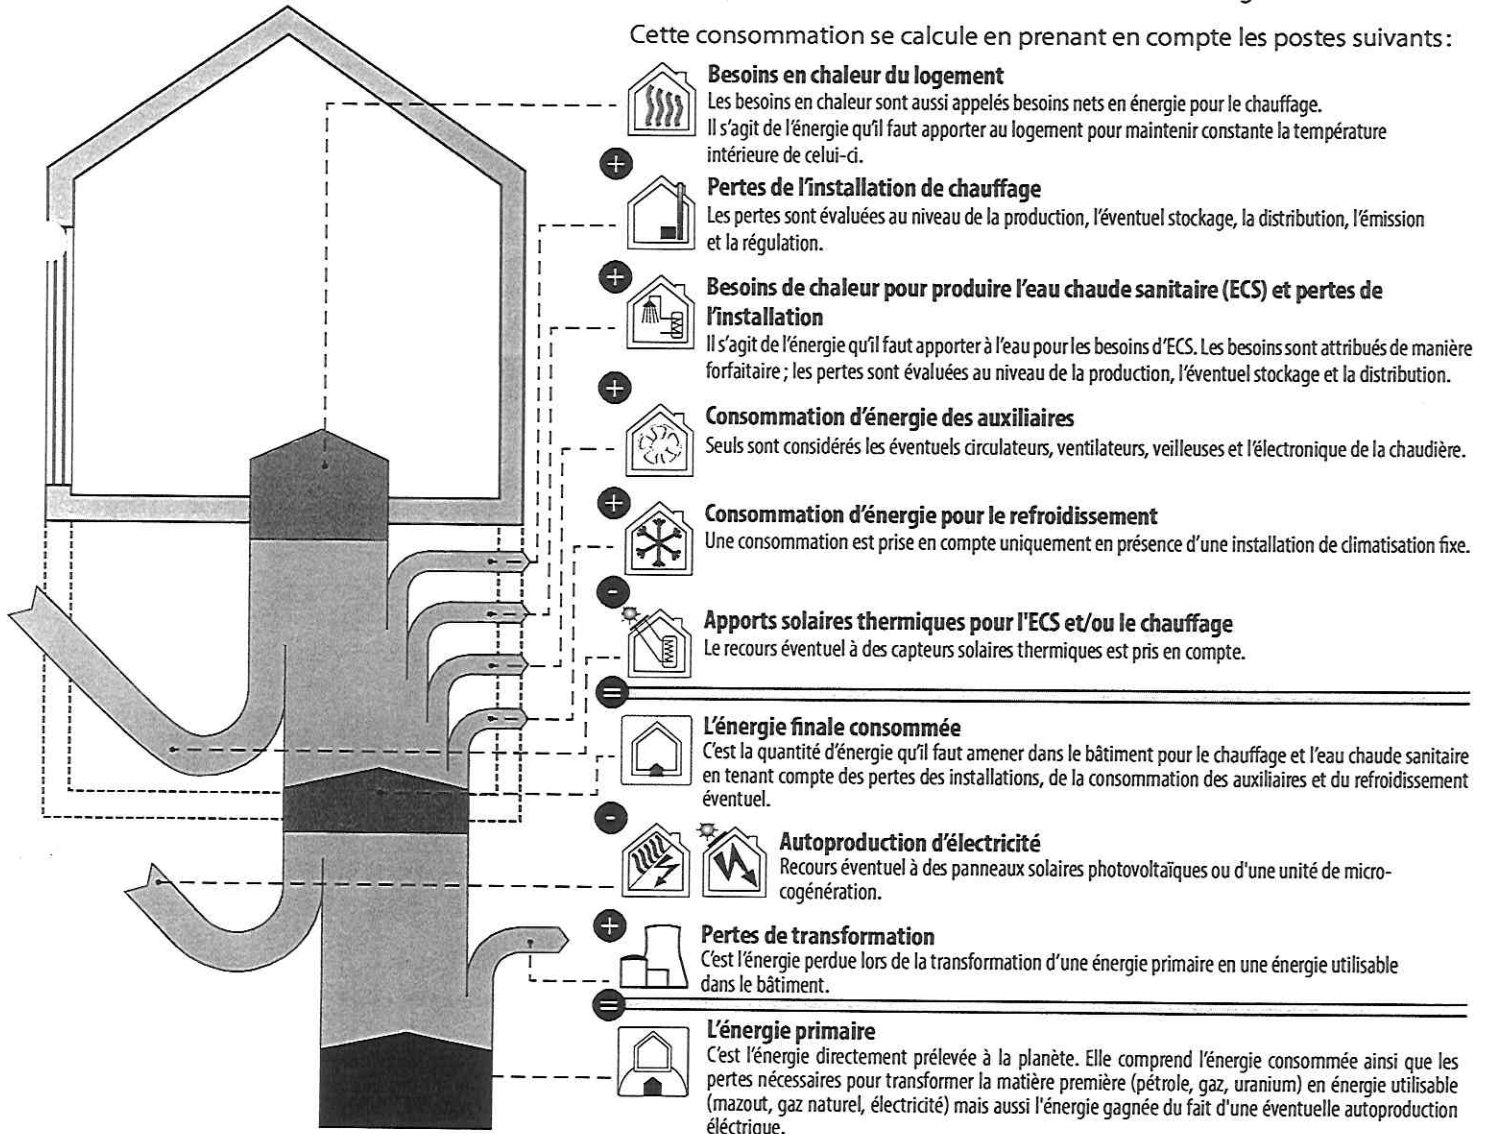 Cette consommation se calcule en prenant en compte les postes suivants:
Besoins en chaleur du logement
Les besoins en chaleur sont aussi appelés besoins nets en énergie pour le chauffage.
Il s'agit de l'énergie qu'il faut apporter au logement pour maintenir constante la température
intérieure de celui-ci.
+
Pertes de l'installation de chauffage
Les pertes sont évaluées au niveau de la production, l'éventuel stockage, la distribution, l'émission
et la régulation.
+
Besoins de chaleur pour produire l'eau chaude sanitaire (ECS) et pertes de
l'installation
Il s'agit de l'énergie qu'il faut apporter à l'eau pour les besoins d'ECS. Les besoins sont attribués de manière
forfaitaire ; les pertes sont évaluées au niveau de la production, l'éventuel stockage et la distribution.
+
Consommation d'énergie des auxiliaires
Seuls sont considérés les éventuels circulateurs, ventilateurs, veilleuses et l'électronique de la chaudière.
+
Consommation d'énergie pour le refroidissement
Une consommation est prise en compte uniquement en présence d'une installation de climatisation fixe.
-
Apports solaires thermiques pour l'ECS et/ou le chauffage
Le recours éventuel à des capteurs solaires thermiques est pris en compte.
=
L'énergie finale consommée
C'est la quantité d'énergie qu'il faut amener dans le bâtiment pour le chauffage et l'eau chaude sanitaire
en tenant compte des pertes des installations, de la consommation des auxiliaires et du refroidissement
éventuel.
-
Autoproduction d'électricité
Recours éventuel à des panneaux solaires photovoltaïques ou d'une unité de micro-
cogénération.
+
Pertes de transformation
C'est l'énergie perdue lors de la transformation d'une énergie primaire en une énergie utilisable
dans le bâtiment.
=
L'énergie primaire
C'est l'énergie directement prélevée à la planète. Elle comprend l'énergie consommée ainsi que les
pertes nécessaires pour transformer la matière première (pétrole, gaz, uranium) en énergie utilisable
(mazout, gaz naturel, électricité) mais aussi l'énergie gagnée du fait d'une éventuelle autoproduction
éléctrique.